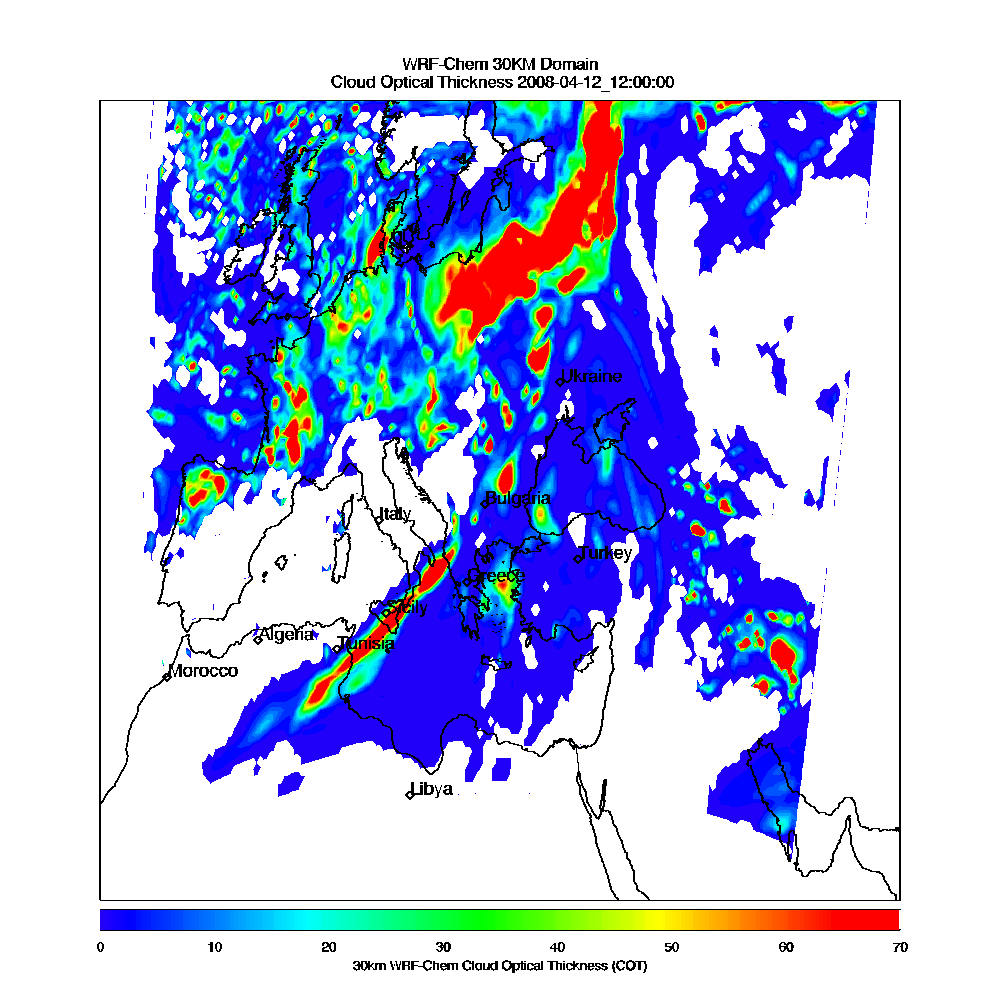 WRF-Chem 30KM Domain
Cloud Optical Thickness 2008-04-12_12:00:00
Ukraine
Bulgaria
Italy
Turkey
Greece
Sicily
Algeria
Tunisia
Morocco
Libya
0 10 20 30 40 50 60 70
30km WRF-Chem Cloud Optical Thickness (COT)